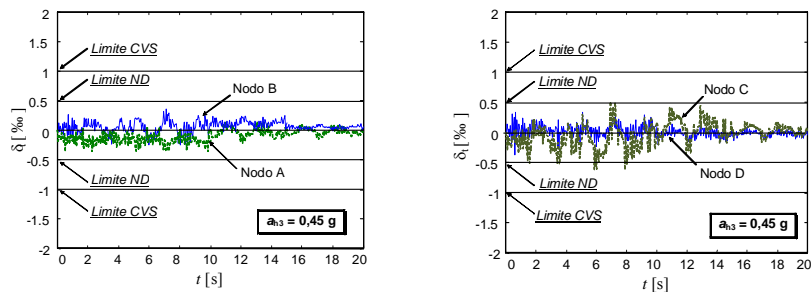 2
1.5
Limite CVS
1
Limite ND
0.5
Nodo B
0
-0.5
Nodo A
Limite ND
-1
Limite CVS
-1.5
aₕ₃ = 0,45 g
-2
0 2 4 6 8 10 12 14 16 18 20
δ [ ‰ ]
t [s]
2
1.5
Limite CVS
1
Limite ND
Nodo C
0.5
0
-0.5
Nodo D
Limite ND
-1
Limite CVS
-1.5
aₕ₃ = 0,45 g
-2
0 2 4 6 8 10 12 14 16 18 20
δₜ [ ‰ ]
t [s]